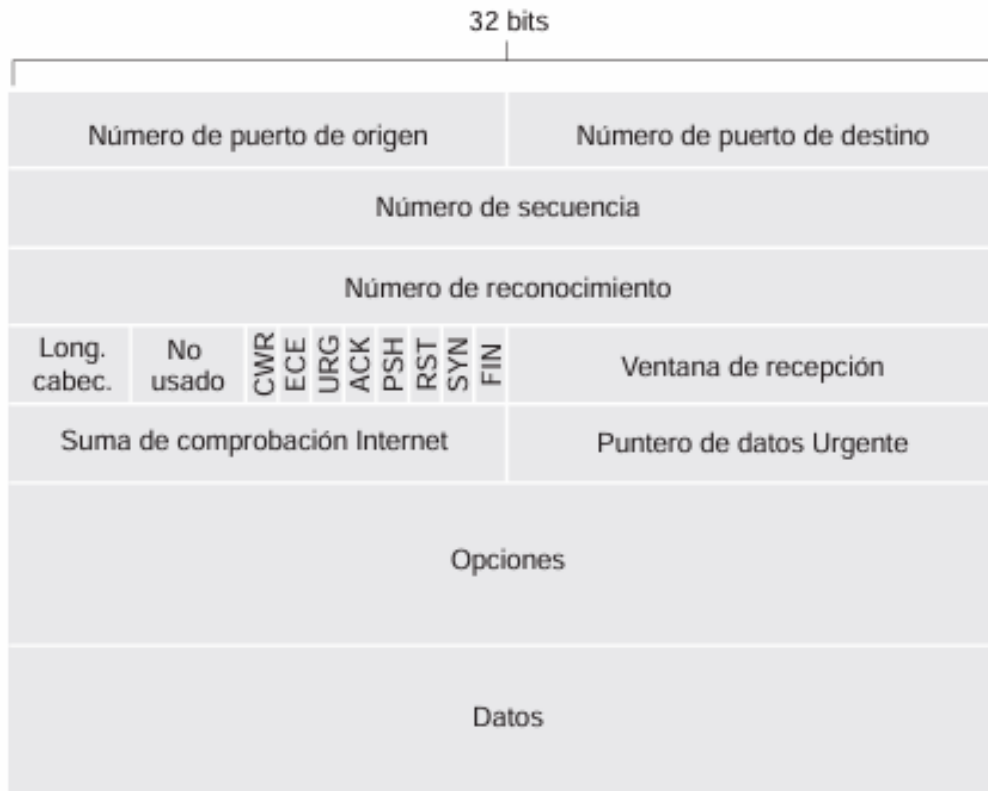 32 bits
Número de puerto de origen
Número de puerto de destino
Número de secuencia
Número de reconocimiento
Long.
cabec.
No
usado
CWR
ECE
URG
ACK
PSH
RST
SYN
FIN
Ventana de recepción
Suma de comprobación Internet
Puntero de datos Urgente
Opciones
Datos